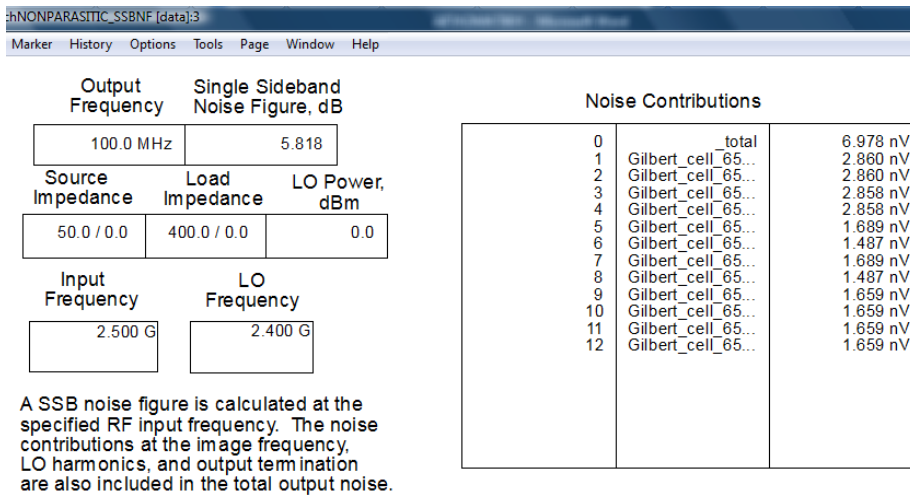 chNONPARASITIC_SSBNF [data]:3
Marker History Options Tools Page Window Help
Output Frequency
Single Sideband Noise Figure, dB
100.0 MHz 5.818
Source Impedance
Load Impedance
LO Power, dBm
50.0 / 0.0 400.0 / 0.0 0.0
Input Frequency
LO Frequency
2.500 G 2.400 G
A SSB noise figure is calculated at the
specified RF input frequency. The noise
contributions at the image frequency,
LO harmonics, and output termination
are also included in the total output noise.
Noise Contributions
0 _total 6.978 nV
1 Gilbert_cell_65... 2.860 nV
2 Gilbert_cell_65... 2.860 nV
3 Gilbert_cell_65... 2.858 nV
4 Gilbert_cell_65... 2.858 nV
5 Gilbert_cell_65... 1.689 nV
6 Gilbert_cell_65... 1.487 nV
7 Gilbert_cell_65... 1.689 nV
8 Gilbert_cell_65... 1.487 nV
9 Gilbert_cell_65... 1.659 nV
10 Gilbert_cell_65... 1.659 nV
11 Gilbert_cell_65... 1.659 nV
12 Gilbert_cell_65... 1.659 nV